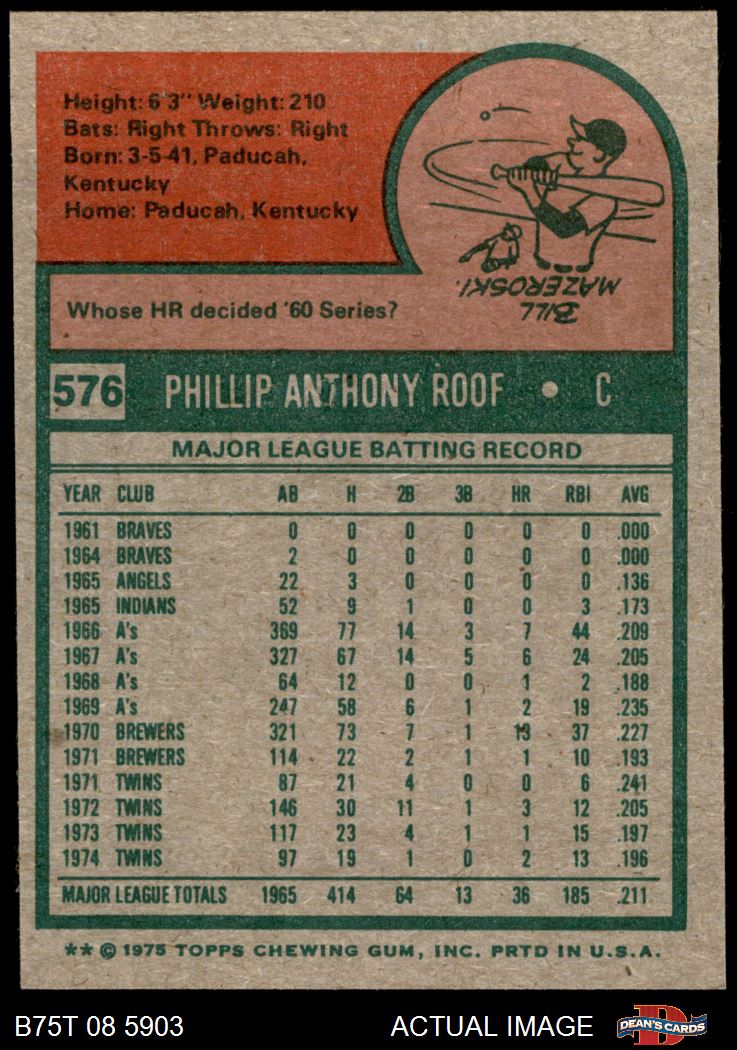 Height: 6'3" Weight: 210
Bats: Right Throws: Right
Born: 3-5-41, Paducah,
Kentucky
Home: Paducah, Kentucky
Whose HR decided '60 Series?
BILL
MAZEROSKI.
576 PHILLIP ANTHONY ROOF • C
MAJOR LEAGUE BATTING RECORD
YEAR CLUB AB H 2B 3B HR RBI AVG
1961 BRAVES 0 0 0 0 0 0 .000
1964 BRAVES 2 0 0 0 0 0 .000
1965 ANGELS 22 3 0 0 0 0 .136
1965 INDIANS 52 9 1 0 0 3 .173
1966 A's 369 77 14 3 7 44 .209
1967 A's 327 67 14 5 6 24 .205
1968 A's 64 12 0 0 1 2 .188
1969 A's 247 58 6 1 2 19 .235
1970 BREWERS 321 73 7 1 13 37 .227
1971 BREWERS 114 22 2 1 1 10 .193
1971 TWINS 87 21 4 0 0 6 .241
1972 TWINS 146 30 11 1 3 12 .205
1973 TWINS 117 23 4 1 1 15 .197
1974 TWINS 97 19 1 0 2 13 .196
MAJOR LEAGUE TOTALS 1965 414 64 13 36 185 .211
** © 1975 TOPPS CHEWING GUM, INC. PRTD IN U.S.A.
B75T 08 5903 ACTUAL IMAGE DEAN'S CARDS